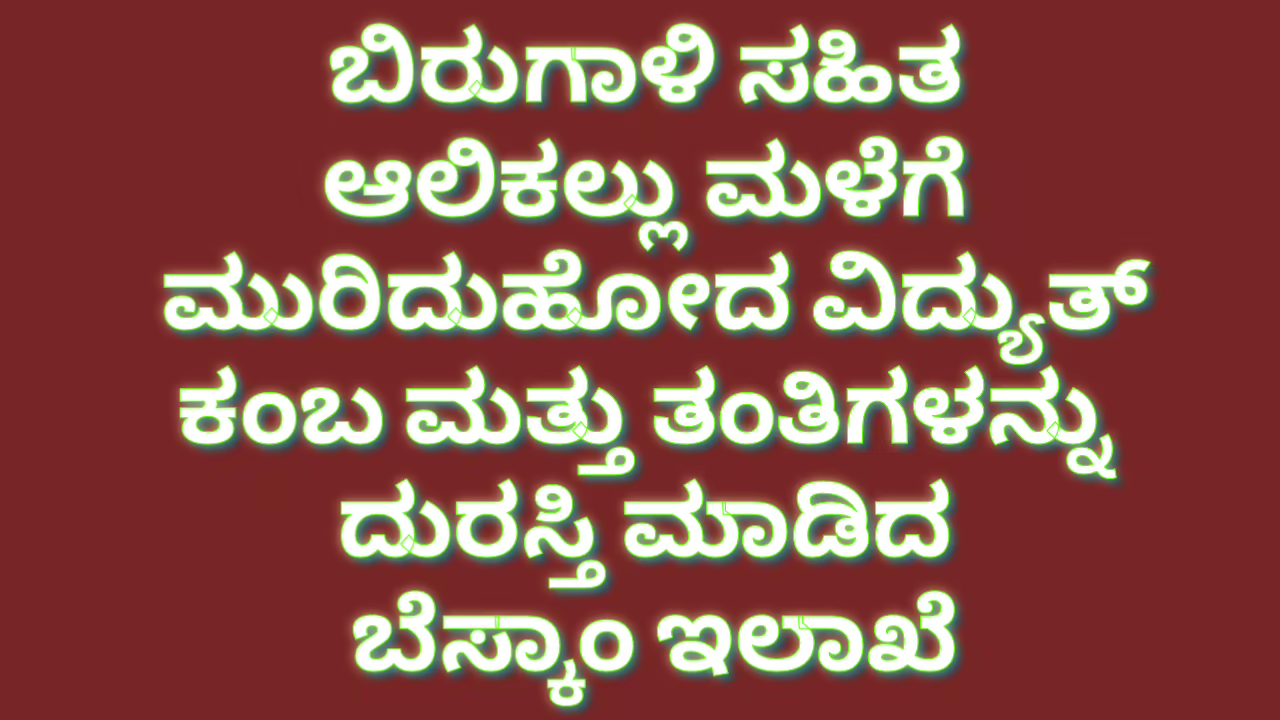 ಬಿರುಗಾಳಿ ಸಹಿತ
ಆಲಿಕಲ್ಲು ಮಳೆಗೆ
ಮುರಿದುಹೋದ ವಿದ್ಯುತ್
ಕಂಬ ಮತ್ತು ತಂತಿಗಳನ್ನು
ದುರಸ್ತಿ ಮಾಡಿದ
ಬೆಸ್ಕಾಂ ಇಲಾಖೆ